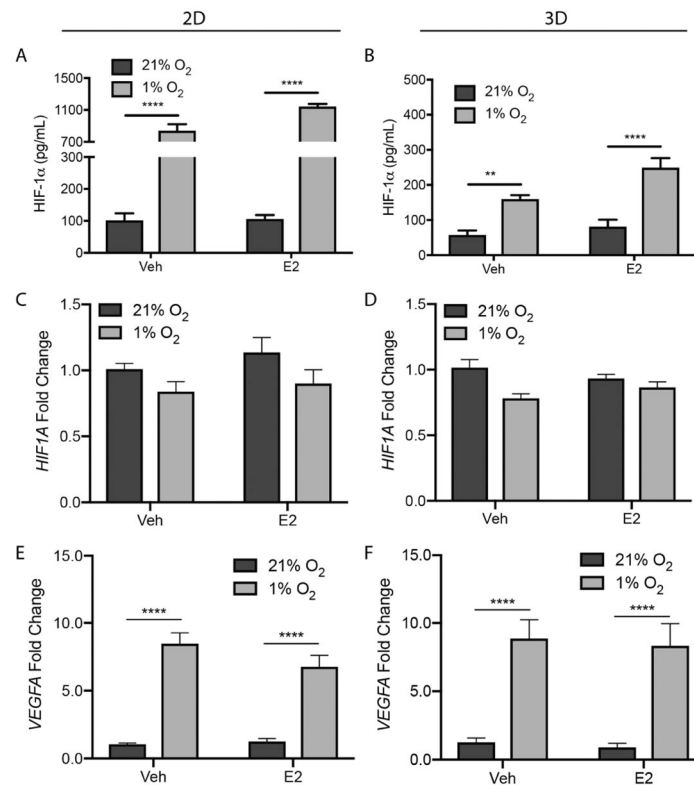 2D
3D
A
21% O2
1% O2
HIF-1α (pg/mL)
1500
1100
700
300
200
100
0
****
****
Veh
E2
B
21% O2
1% O2
HIF-1α (pg/mL)
500
400
300
200
100
0
**
****
Veh
E2
C
21% O2
1% O2
HIF1A Fold Change
1.5
1.0
0.5
0.0
Veh
E2
D
21% O2
1% O2
HIF1A Fold Change
1.5
1.0
0.5
0.0
Veh
E2
E
21% O2
1% O2
VEGFA Fold Change
15.0
10.0
5.0
0.0
****
****
Veh
E2
F
21% O2
1% O2
VEGFA Fold Change
15.0
10.0
5.0
0.0
****
****
Veh
E2